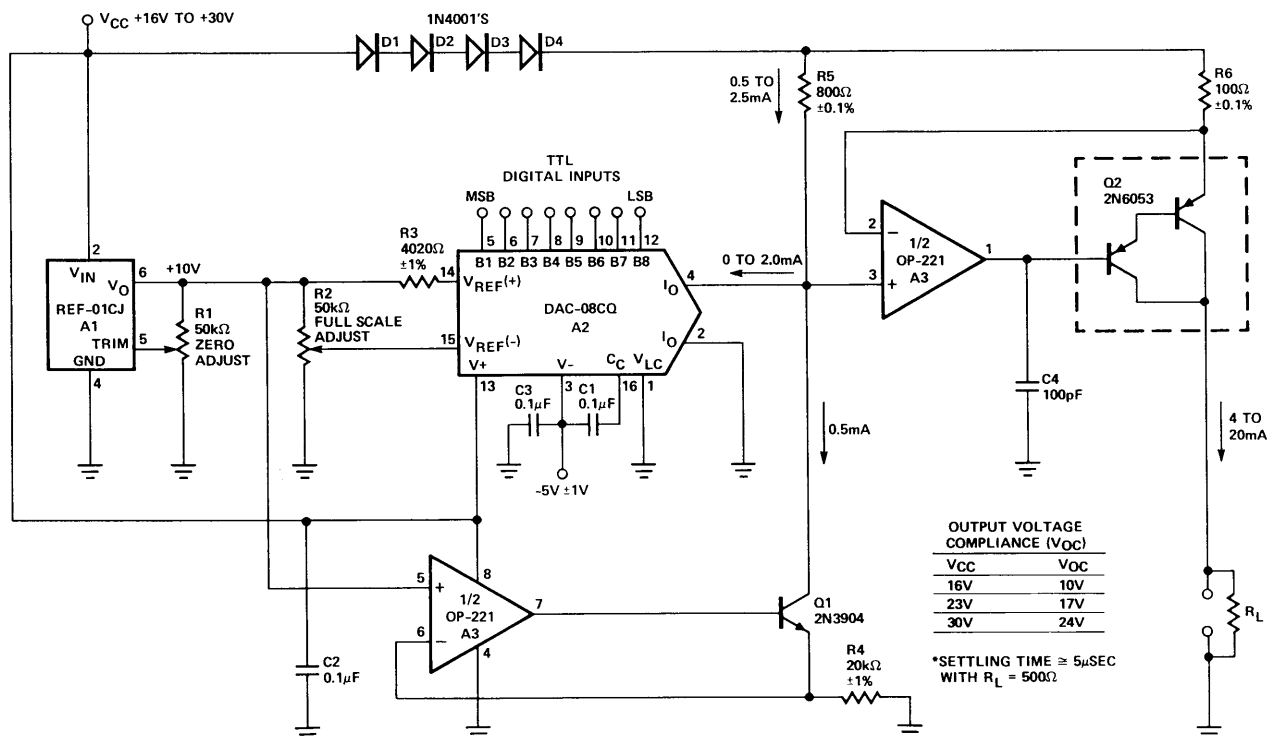 VCC +16V TO +30V
1N4001'S
D1
D2
D3
D4
0.5 TO
2.5mA
R5
800Ω
±0.1%
R6
100Ω
±0.1%
TTL
DIGITAL INPUTS
MSB
LSB
5
6
7
8
9
10
11
12
B1
B2
B3
B4
B5
B6
B7
B8
Q2
2N6053
2
VIN
VO
6
+10V
REF-01CJ
A1
TRIM
5
GND
4
R1
50kΩ
ZERO
ADJUST
R2
50kΩ
FULL SCALE
ADJUST
R3
4020Ω
±1%
14
VREF(+)
DAC-08CQ
A2
15
VREF(-)
V+
13
V-
3
CC
16
VLC
1
IO
4
IO
2
0 TO 2.0mA
2
−
1/2
OP-221
A3
3
+
1
C3
0.1μF
C1
0.1μF
-5V ±1V
C4
100pF
0.5mA
4 TO
20mA
5
+
8
1/2
OP-221
A3
6
−
4
7
C2
0.1μF
Q1
2N3904
R4
20kΩ
±1%
OUTPUT VOLTAGE
COMPLIANCE (VOC)
VCC VOC
16V 10V
23V 17V
30V 24V
*SETTLING TIME ≅ 5μSEC
WITH RL = 500Ω
RL